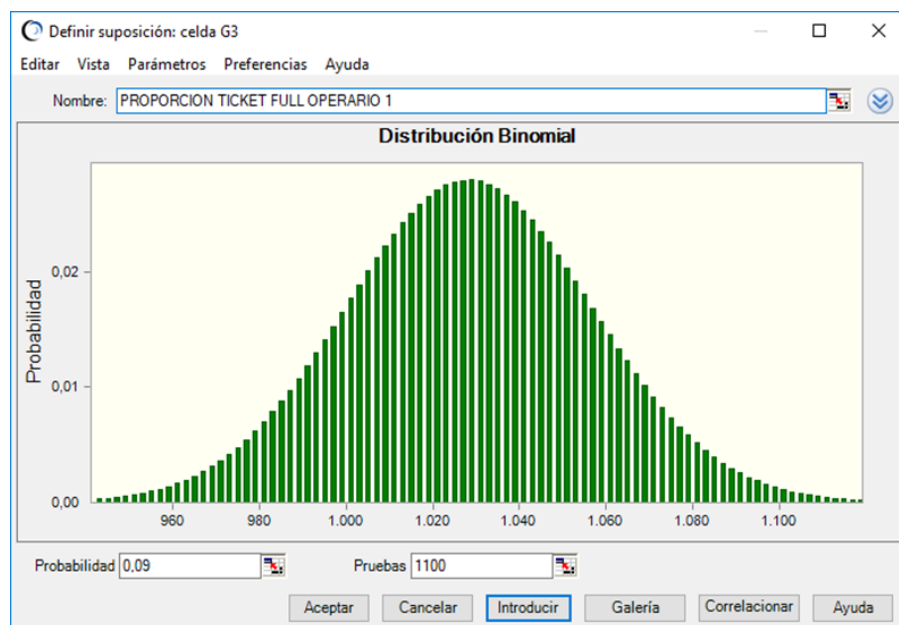 Definir suposición: celda G3
Editar Vista Parámetros Preferencias Ayuda
Nombre: PROPORCION TICKET FULL OPERARIO 1
Distribución Binomial
Probabilidad
0,02
0,01
0,00
960 980 1.000 1.020 1.040 1.060 1.080 1.100
Probabilidad 0,09 Pruebas 1100
Aceptar Cancelar Introducir Galería Correlacionar Ayuda